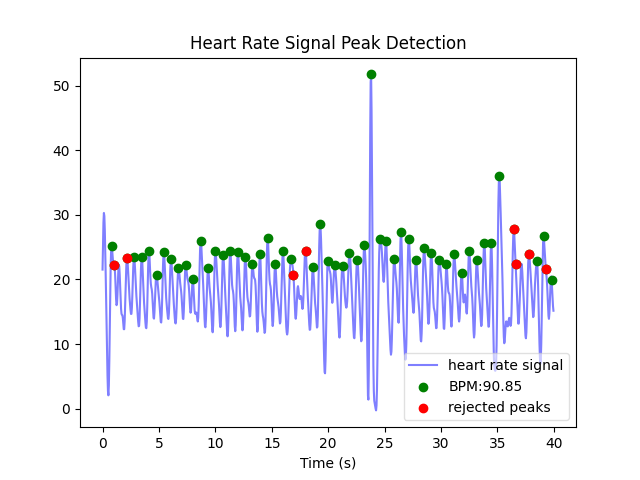 Heart Rate Signal Peak Detection
50
40
30
20
10
0
heart rate signal
BPM:90.85
rejected peaks
0 5 10 15 20 25 30 35 40
Time (s)